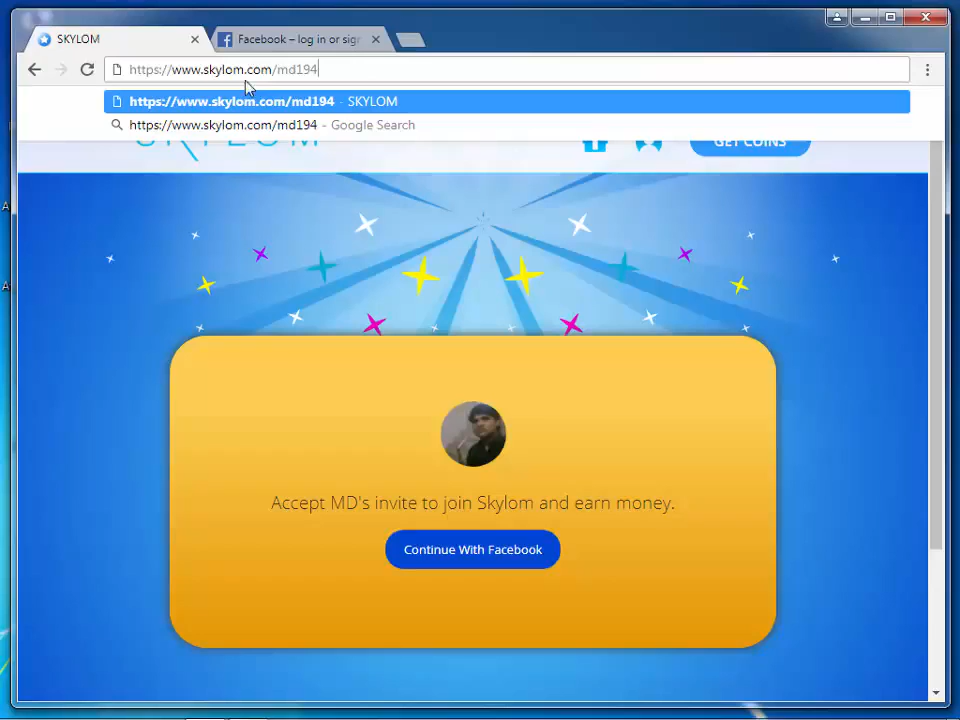 SKYLOM
Facebook – log in or sig
https://www.skylom.com/md194
https://www.skylom.com/md194 - SKYLOM
https://www.skylom.com/md194 - Google Search
SKYLOM
GET COINS
Accept MD's invite to join Skylom and earn money.
Continue With Facebook